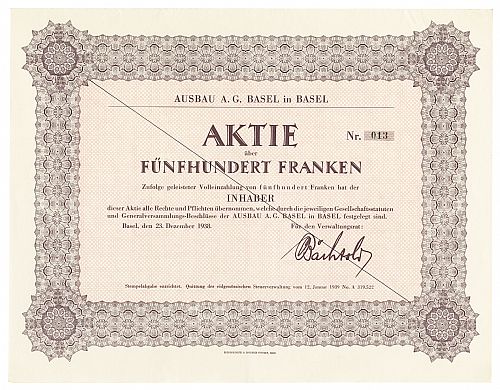 AUSBAU A. G. BASEL in BASEL
AKTIE
Nr. 013
über
FÜNFHUNDERT FRANKEN
Zufolge geleisteter Volleinzahlung von fünfhundert Franken hat der
INHABER
dieser Aktie alle Rechte und Pflichten übernommen, welche durch die jeweiligen Gesellschaftsstatuten
und Generalversammlung-Beschlüsse der AUSBAU A. G. BASEL in BASEL festgelegt sind.
Basel, den 23. Dezember 1938.
Für den Verwaltungsrat:
Bächtold
Stempelabgabe entrichtet. Quittung der eidgenössischen Steuerverwaltung vom 12. Januar 1939 No. A 319,522